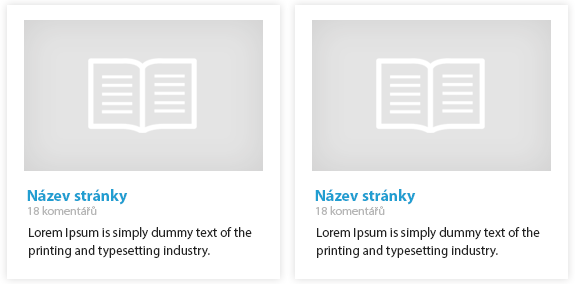 Název stránky
18 komentářů
Lorem Ipsum is simply dummy text of the
printing and typesetting industry.
Název stránky
18 komentářů
Lorem Ipsum is simply dummy text of the
printing and typesetting industry.